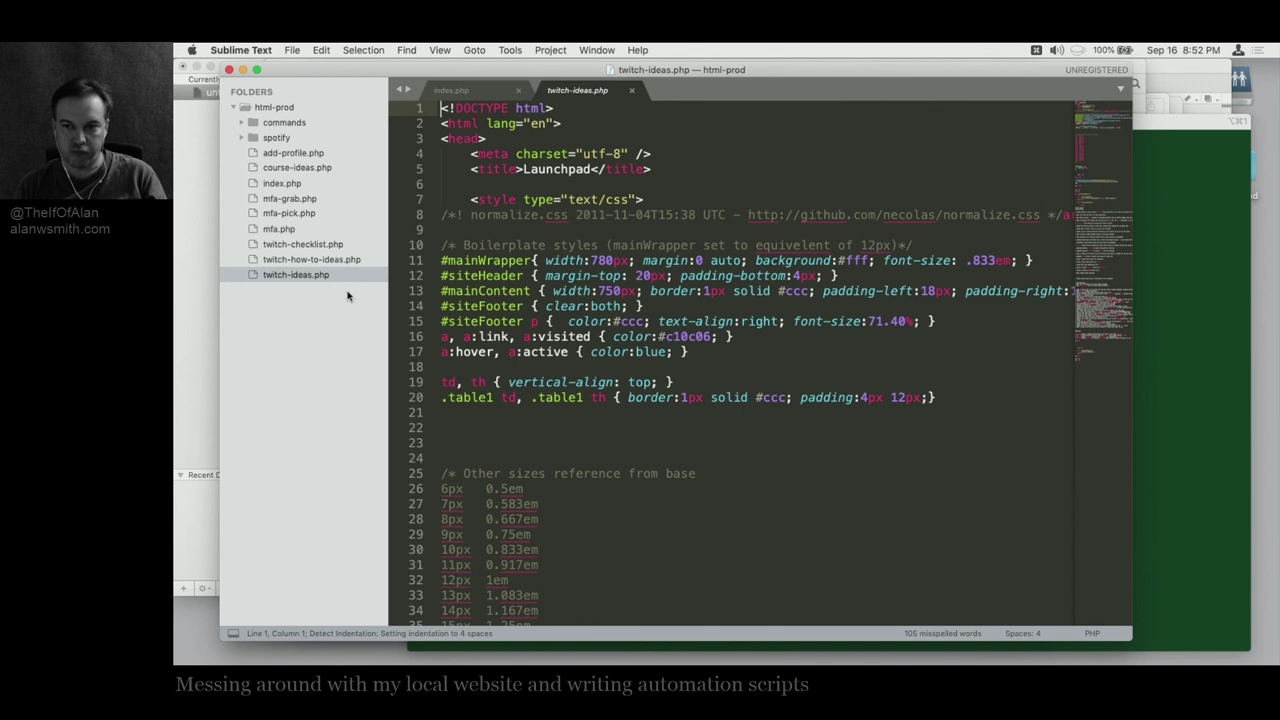 Sublime Text File Edit Selection Find View Goto Tools Project Window Help 100% Sep 16 8:52 PM
twitch-ideas.php — html-prod UNREGISTERED
Currently
FOLDERS
html-prod
commands
spotify
add-profile.php
course-ideas.php
index.php
mfa-grab.php
mfa-pick.php
mfa.php
twitch-checklist.php
twitch-how-to-ideas.php
twitch-ideas.php
Recent D
index.php twitch-ideas.php
1 <!DOCTYPE html>
2 <html lang="en">
3 <head>
4 <meta charset="utf-8" />
5 <title>Launchpad</title>
6
7 <style type="text/css">
8 /*! normalize.css 2011-11-04T15:38 UTC - http://github.com/necolas/normalize.css */
9
10 /* Boilerplate styles (mainWrapper set to equivelent of 12px)*/
11 #mainWrapper{ width:780px; margin:0 auto; background:#fff; font-size: .833em; }
12 #siteHeader { margin-top: 20px; padding-bottom:4px; }
13 #mainContent { width:750px; border:1px solid #ccc; padding-left:18px; padding-right:
14 #siteFooter { clear:both; }
15 #siteFooter p { color:#ccc; text-align:right; font-size:71.40%; }
16 a, a:link, a:visited { color:#c10c06; }
17 a:hover, a:active { color:blue; }
18
19 td, th { vertical-align: top; }
20 .table1 td, .table1 th { border:1px solid #ccc; padding:4px 12px;}
21
22
23
24
25 /* Other sizes reference from base
26 6px 0.5em
27 7px 0.583em
28 8px 0.667em
29 9px 0.75em
30 10px 0.833em
31 11px 0.917em
32 12px 1em
33 13px 1.083em
34 14px 1.167em
Line 1, Column 1; Detect Indentation: Setting indentation to 4 spaces 105 misspelled words Spaces: 4 PHP
@TheIfOfAlan
alanwsmith.com
Messing around with my local website and writing automation scripts